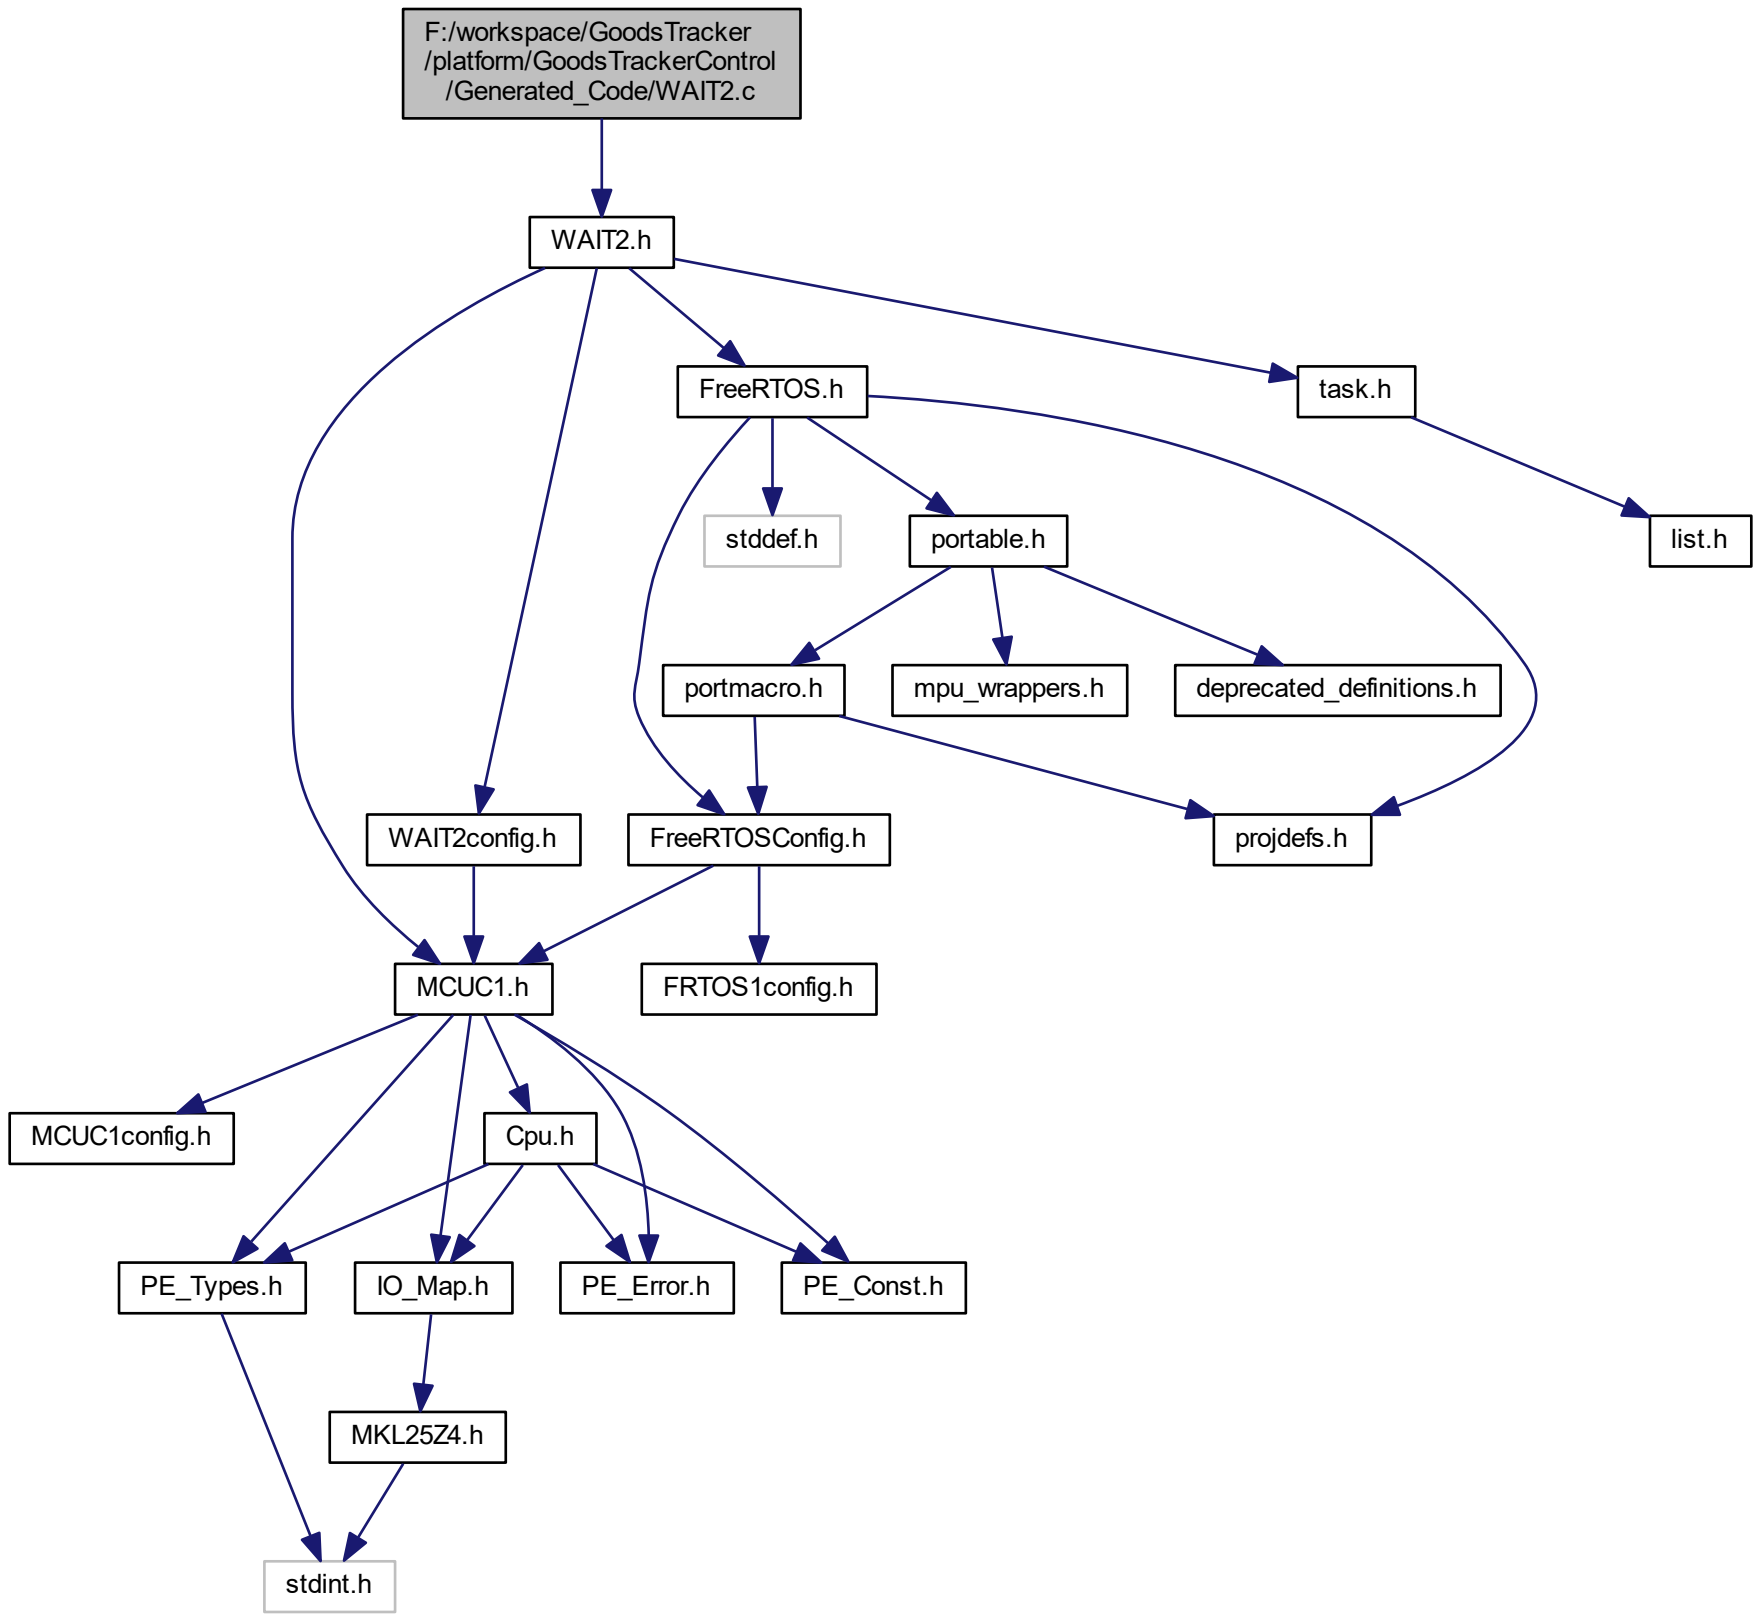 F:/workspace/GoodsTracker
/platform/GoodsTrackerControl
/Generated_Code/WAIT2.c
WAIT2.h
FreeRTOS.h
task.h
stddef.h
portable.h
list.h
portmacro.h
mpu_wrappers.h
deprecated_definitions.h
WAIT2config.h
FreeRTOSConfig.h
projdefs.h
MCUC1.h
FRTOS1config.h
MCUC1config.h
Cpu.h
PE_Types.h
IO_Map.h
PE_Error.h
PE_Const.h
MKL25Z4.h
stdint.h